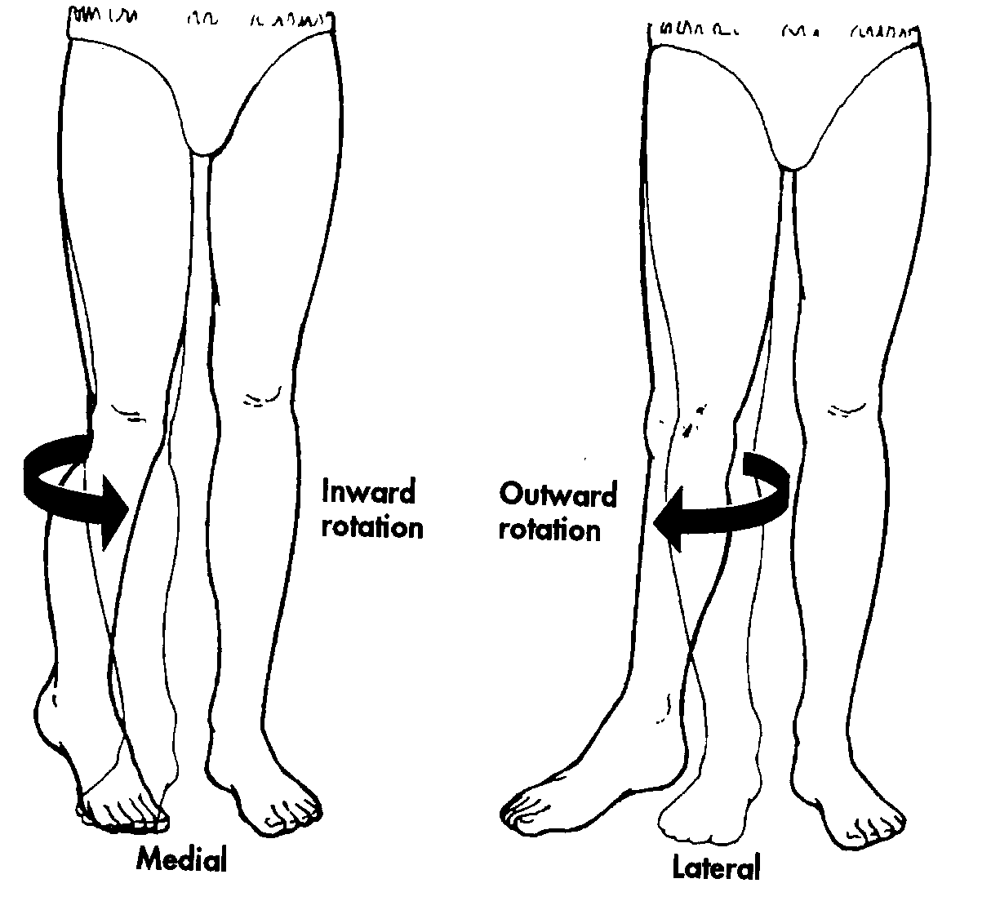 Inward
rotation
Outward
rotation
Medial
Lateral